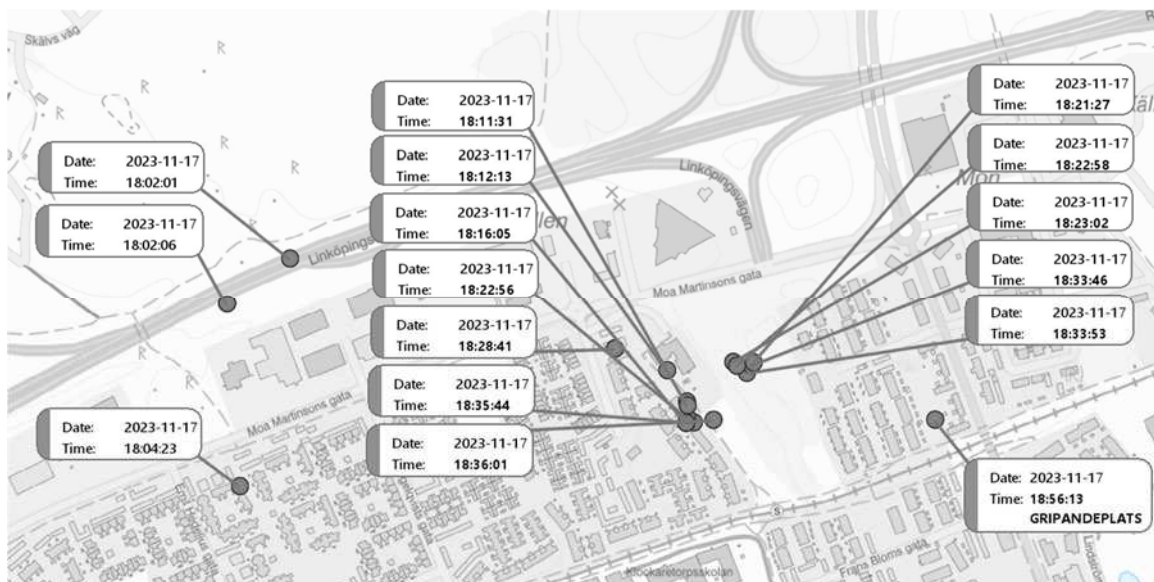 Skälvs väg
Date: 2023-11-17
Time: 18:02:01
Date: 2023-11-17
Time: 18:02:06
Date: 2023-11-17
Time: 18:04:23
Date: 2023-11-17
Time: 18:11:31
Date: 2023-11-17
Time: 18:12:13
Date: 2023-11-17
Time: 18:16:05
Date: 2023-11-17
Time: 18:22:56
Date: 2023-11-17
Time: 18:28:41
Date: 2023-11-17
Time: 18:35:44
Date: 2023-11-17
Time: 18:36:01
Date: 2023-11-17
Time: 18:21:27
Date: 2023-11-17
Time: 18:22:58
Date: 2023-11-17
Time: 18:23:02
Date: 2023-11-17
Time: 18:33:46
Date: 2023-11-17
Time: 18:33:53
Date: 2023-11-17
Time: 18:56:13
GRIPANDEPLATS
Linköpingsvägen
Mon
Moa Martinsons gata
Moa Martinsons gata
S
Klockaretorpsskolan
Frans Bloms gata